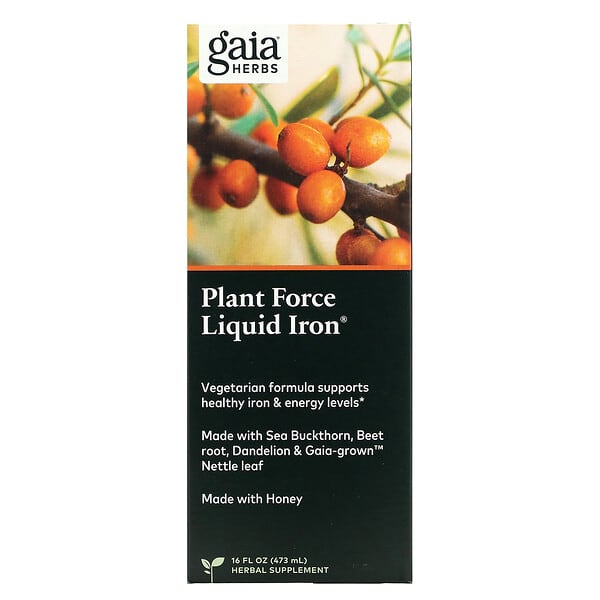 gaia
HERBS
Plant Force
Liquid Iron®
Vegetarian formula supports
healthy iron & energy levels*
Made with Sea Buckthorn, Beet
root, Dandelion & Gaia-grown™
Nettle leaf
Made with Honey
16 FL OZ (473 mL)
HERBAL SUPPLEMENT